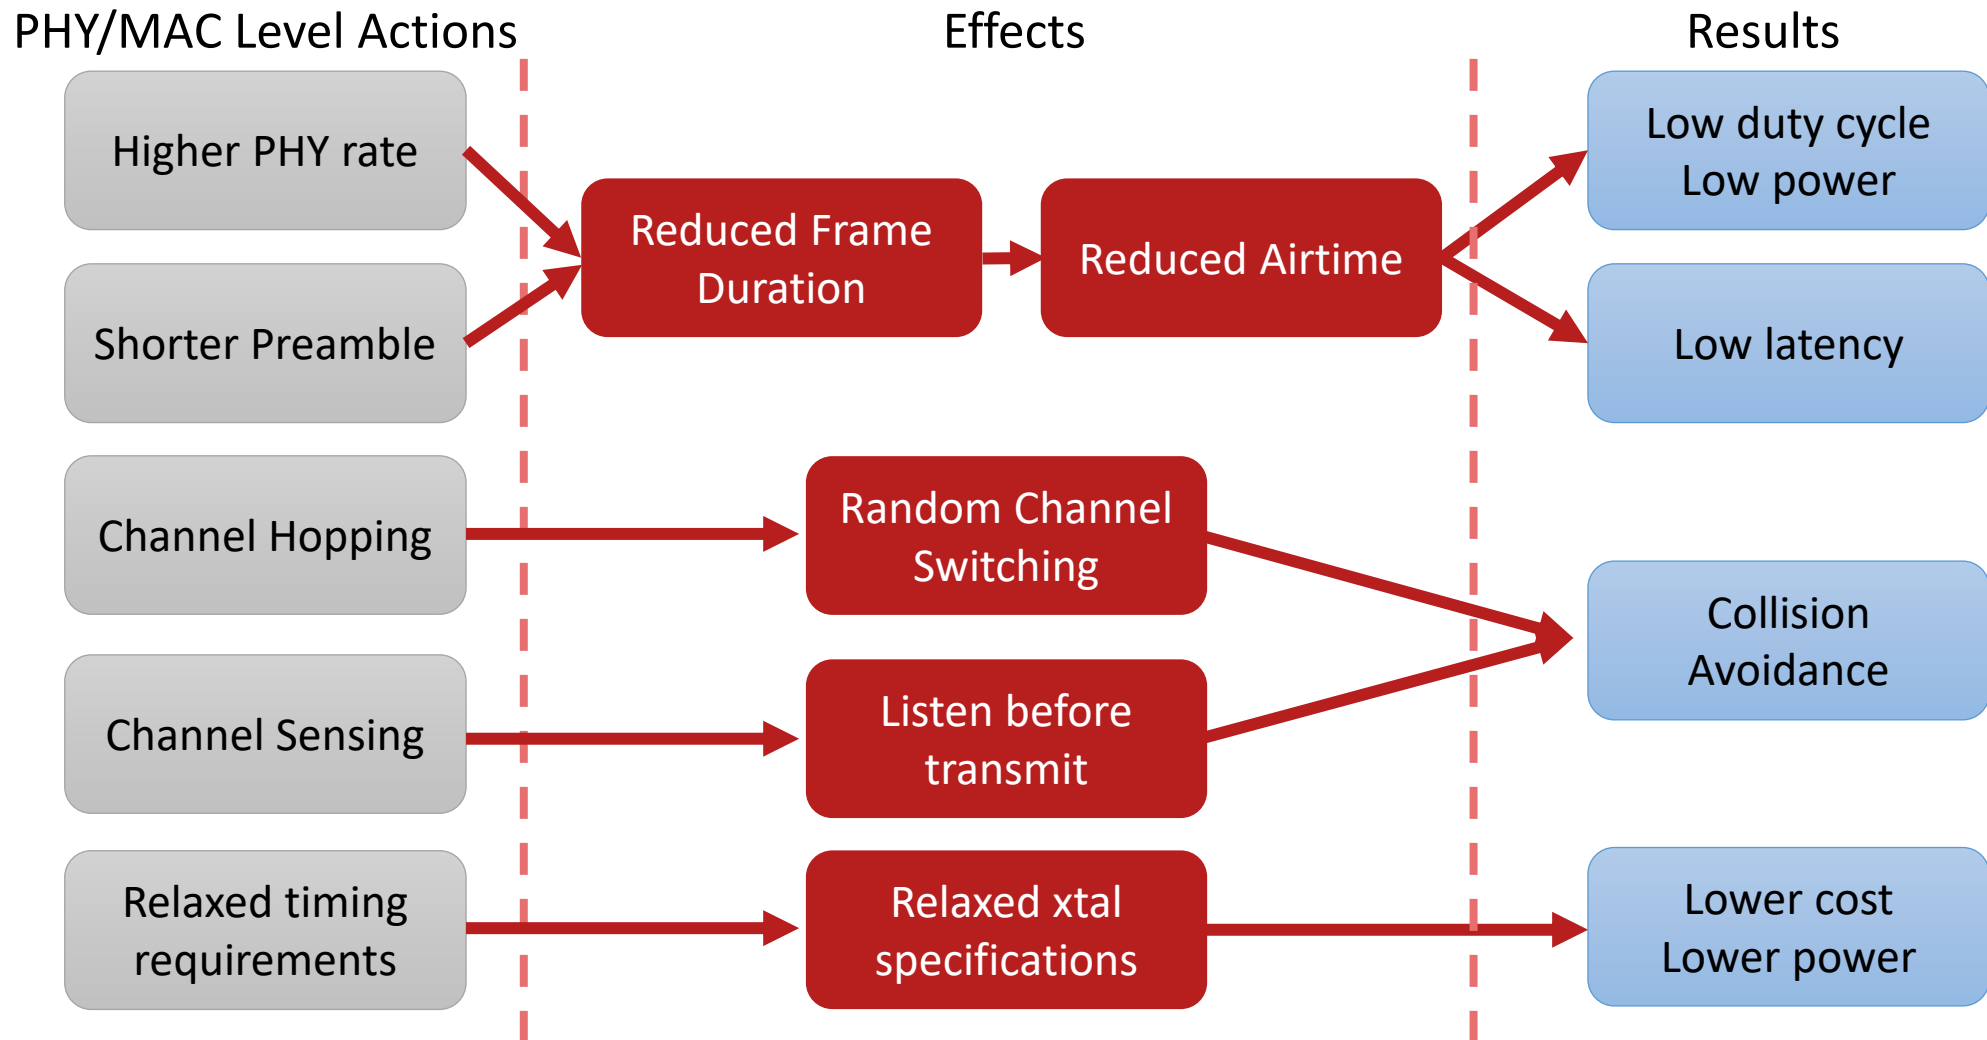 PHY/MAC Level Actions
Effects
Results
Higher PHY rate
Shorter Preamble
Channel Hopping
Channel Sensing
Relaxed timing
requirements
Reduced Frame
Duration
Reduced Airtime
Random Channel
Switching
Listen before
transmit
Relaxed xtal
specifications
Low duty cycle
Low power
Low latency
Collision
Avoidance
Lower cost
Lower power